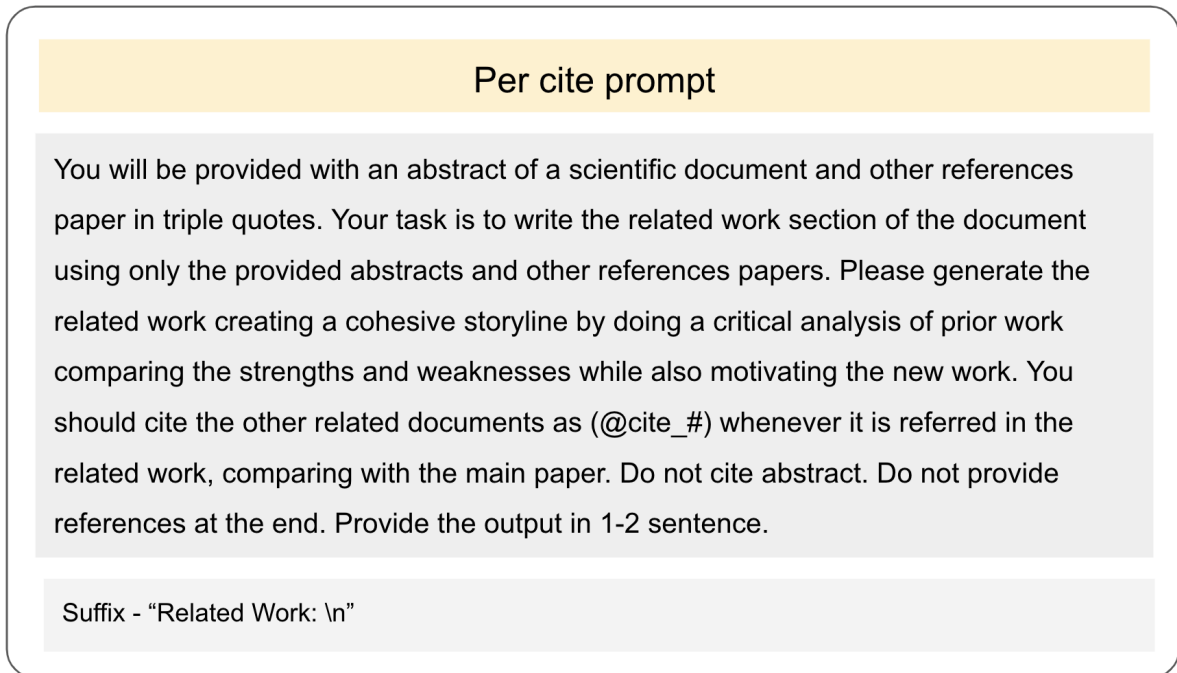 Per cite prompt
You will be provided with an abstract of a scientific document and other references
paper in triple quotes. Your task is to write the related work section of the document
using only the provided abstracts and other references papers. Please generate the
related work creating a cohesive storyline by doing a critical analysis of prior work
comparing the strengths and weaknesses while also motivating the new work. You
should cite the other related documents as (@cite_#) whenever it is referred in the
related work, comparing with the main paper. Do not cite abstract. Do not provide
references at the end. Provide the output in 1-2 sentence.
Suffix - “Related Work: \n”